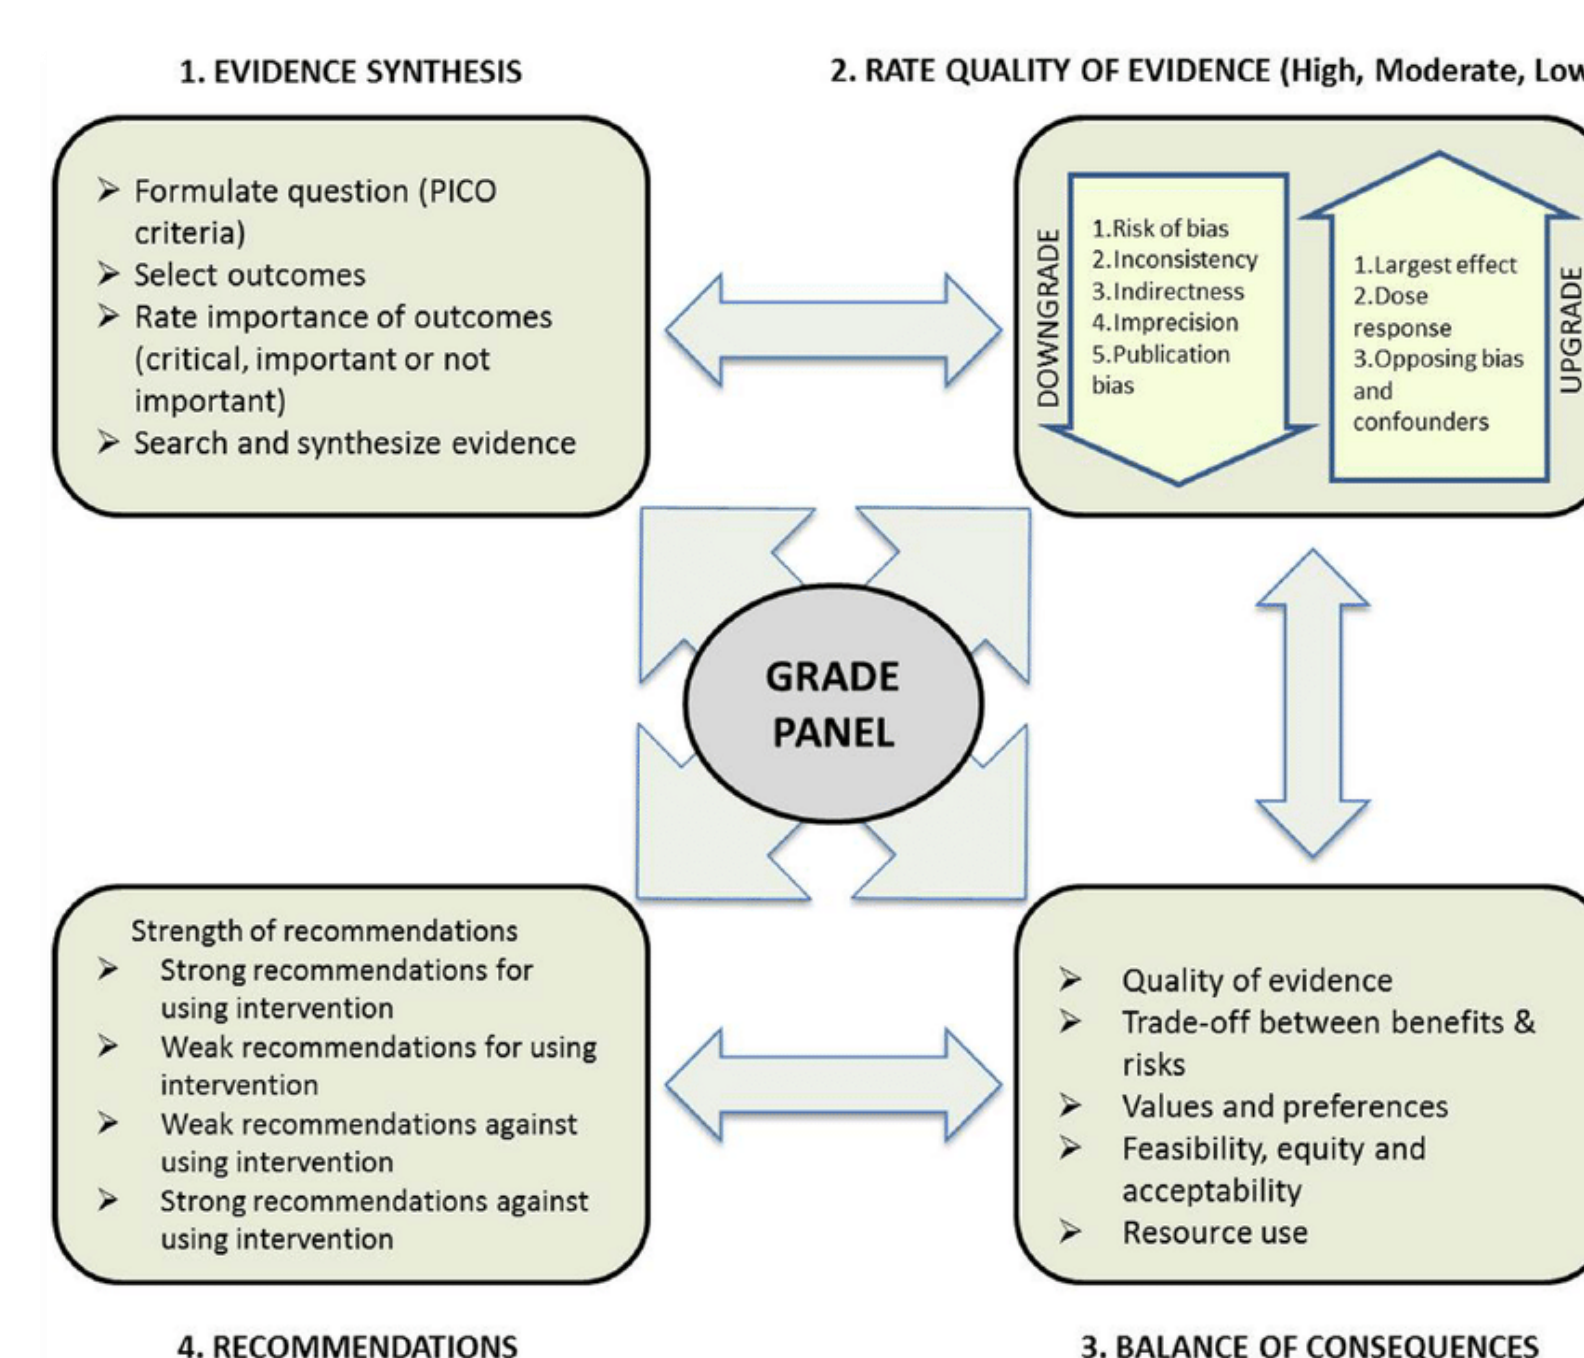 1. EVIDENCE SYNTHESIS
2. RATE QUALITY OF EVIDENCE (High, Moderate, Low
➢ Formulate question (PICO
criteria)
➢ Select outcomes
➢ Rate importance of outcomes
(critical, important or not
important)
➢ Search and synthesize evidence
DOWNGRADE
1.Risk of bias
2.Inconsistency
3.Indirectness
4.Imprecision
5.Publication
bias
1.Largest effect
2.Dose
response
3.Opposing bias
and
confounders
UPGRADE
GRADE
PANEL
Strength of recommendations
➢ Strong recommendations for
using intervention
➢ Weak recommendations for using
intervention
➢ Weak recommendations against
using intervention
➢ Strong recommendations against
using intervention
➢ Quality of evidence
➢ Trade-off between benefits &
risks
➢ Values and preferences
➢ Feasibility, equity and
acceptability
➢ Resource use
4. RECOMMENDATIONS
3. BALANCE OF CONSEQUENCES